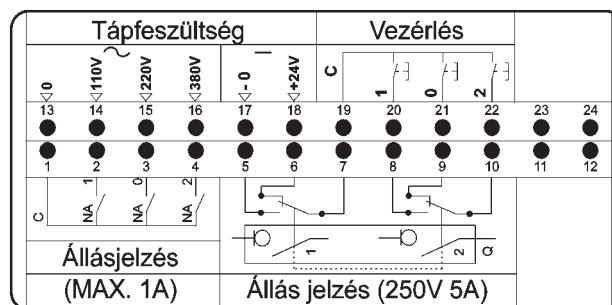 Tápfeszültség Vezérlés
0 110V 220V 380V - 0 +24V C 1 0 2
13 14 15 16 17 18 19 20 21 22 23 24
1 2 3 4 5 6 7 8 9 10 11 12
C NA 1 NA 0 NA 2
1 2 Q
Állásjelzés
(MAX. 1A) Állás jelzés (250V 5A)